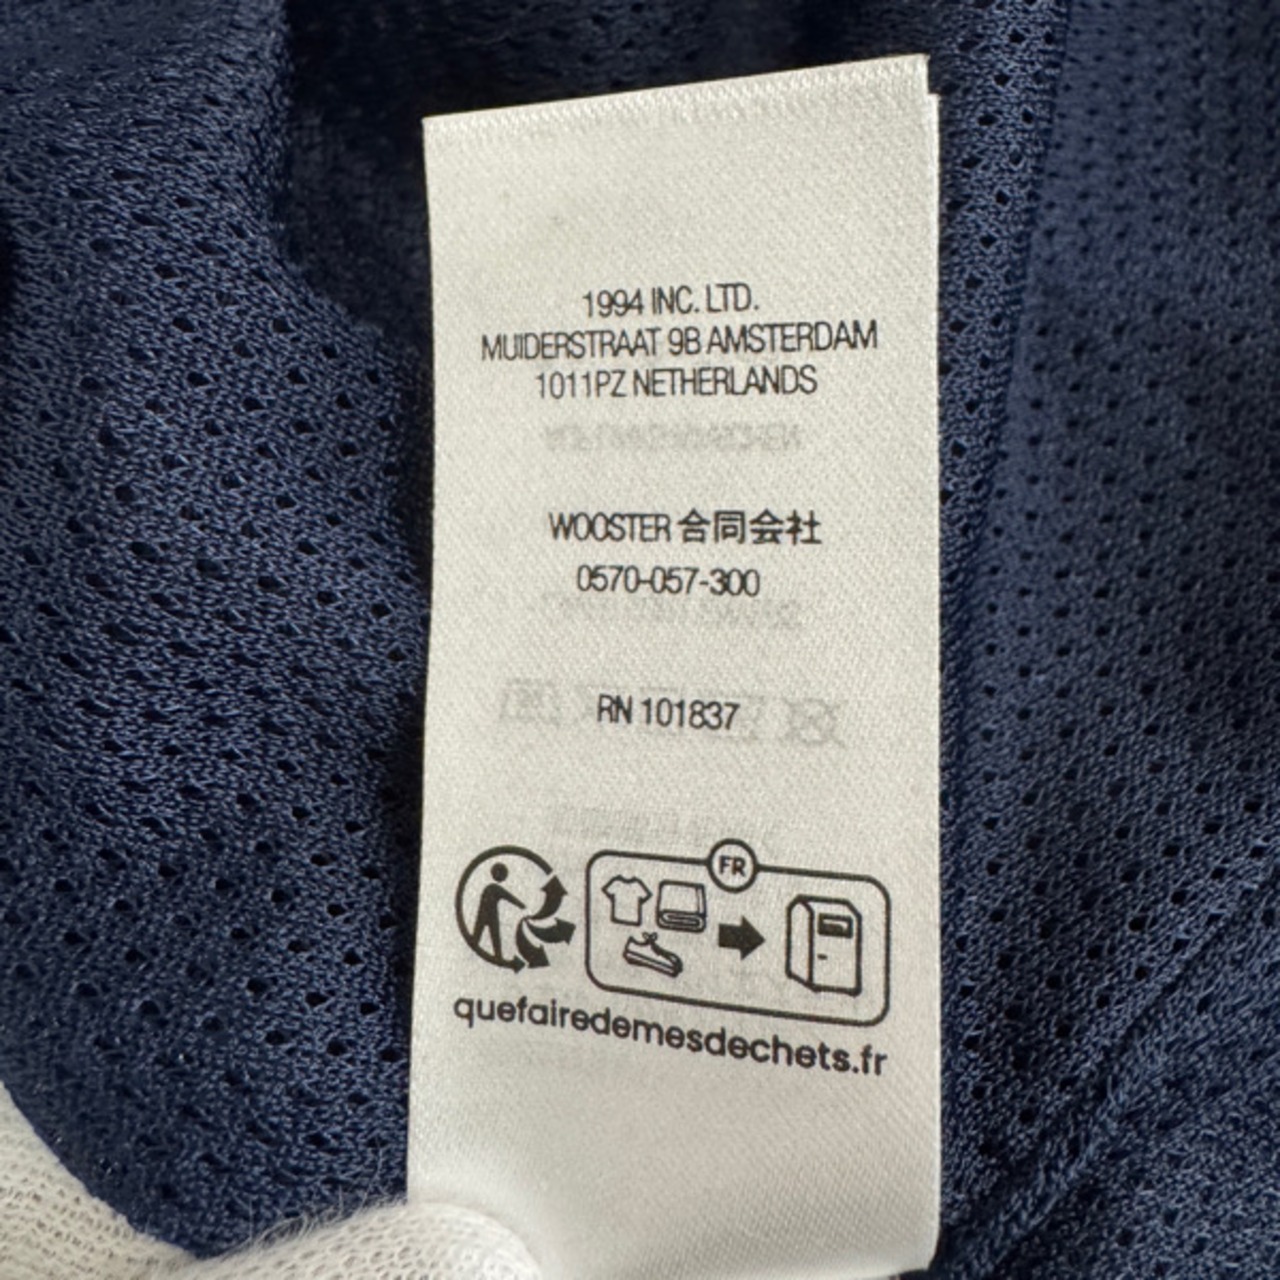 1994 INC. LTD.
MUIDERSTRAAT 9B AMSTERDAM
1011PZ NETHERLANDS
WOOSTER 合同会社
0570-057-300
RN 101837
FR
quefairedemesdechets.fr